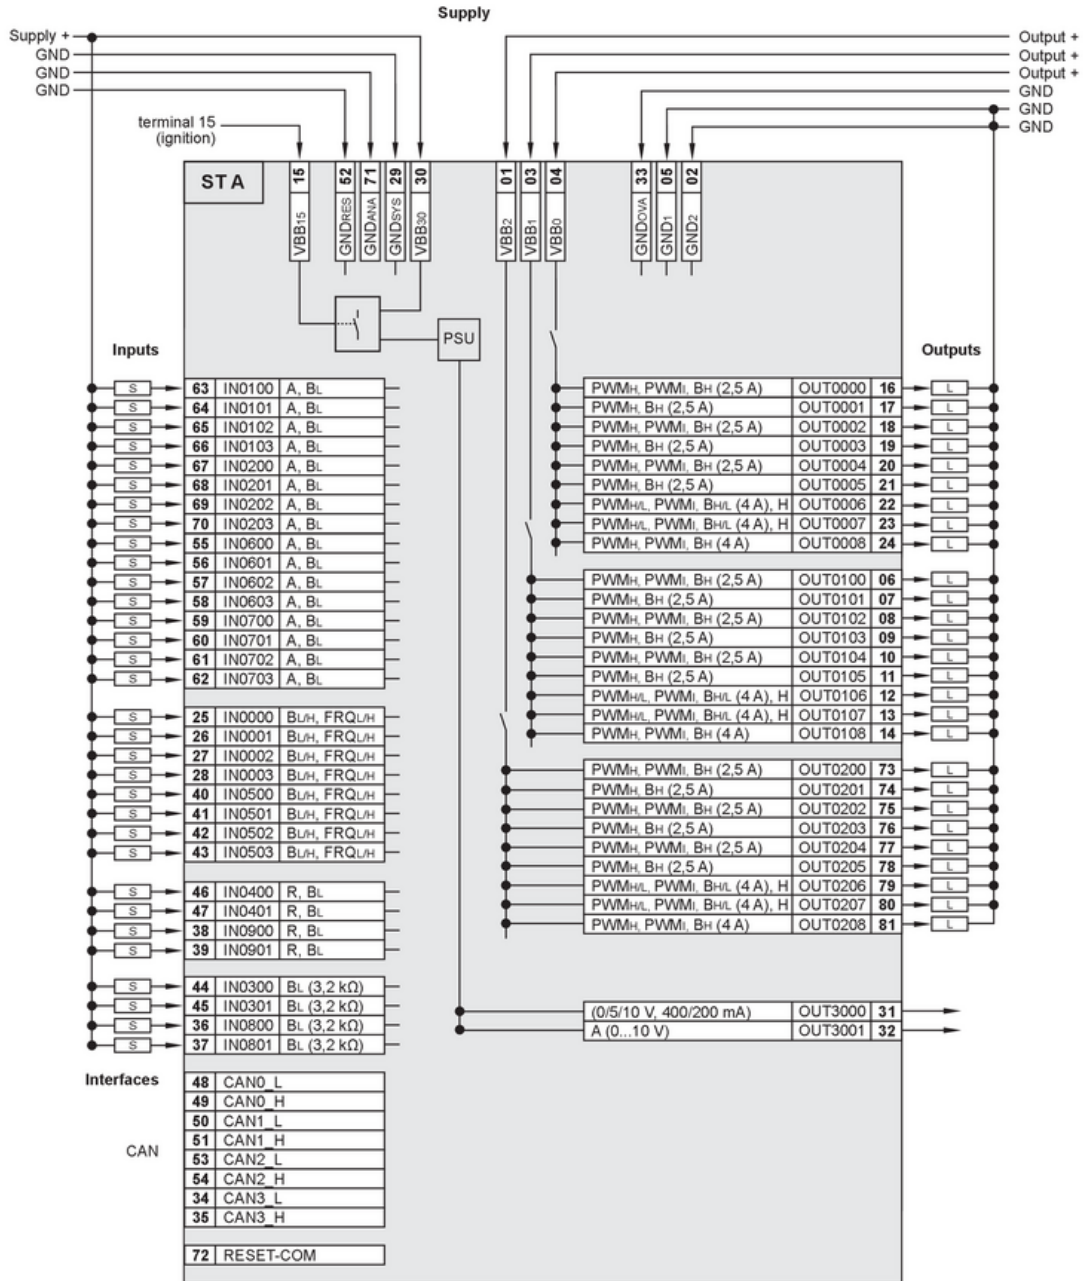 Supply
Supply +
GND
GND
GND
Output +
Output +
Output +
GND
GND
GND
terminal 15
(ignition)
STA
15 VBB15
52 GNDRES
71 GNDANA
29 GNDSYS
30 VBB30
01 VBB2
03 VBB1
04 VBB0
33 GNDOVA
05 GND1
02 GND2
PSU
Inputs
S 63 IN0100 A, BL
S 64 IN0101 A, BL
S 65 IN0102 A, BL
S 66 IN0103 A, BL
S 67 IN0200 A, BL
S 68 IN0201 A, BL
S 69 IN0202 A, BL
S 70 IN0203 A, BL
S 55 IN0600 A, BL
S 56 IN0601 A, BL
S 57 IN0602 A, BL
S 58 IN0603 A, BL
S 59 IN0700 A, BL
S 60 IN0701 A, BL
S 61 IN0702 A, BL
S 62 IN0703 A, BL
S 25 IN0000 BL/H, FRQL/H
S 26 IN0001 BL/H, FRQL/H
S 27 IN0002 BL/H, FRQL/H
S 28 IN0003 BL/H, FRQL/H
S 40 IN0500 BL/H, FRQL/H
S 41 IN0501 BL/H, FRQL/H
S 42 IN0502 BL/H, FRQL/H
S 43 IN0503 BL/H, FRQL/H
S 46 IN0400 R, BL
S 47 IN0401 R, BL
S 38 IN0900 R, BL
S 39 IN0901 R, BL
S 44 IN0300 BL (3,2 kΩ)
S 45 IN0301 BL (3,2 kΩ)
S 36 IN0800 BL (3,2 kΩ)
S 37 IN0801 BL (3,2 kΩ)
Interfaces
CAN
48 CAN0_L
49 CAN0_H
50 CAN1_L
51 CAN1_H
53 CAN2_L
54 CAN2_H
34 CAN3_L
35 CAN3_H
72 RESET-COM
Outputs
PWMH, PWMI, BH (2,5 A) OUT0000 16 L
PWMH, BH (2,5 A) OUT0001 17 L
PWMH, PWMI, BH (2,5 A) OUT0002 18 L
PWMH, BH (2,5 A) OUT0003 19 L
PWMH, PWMI, BH (2,5 A) OUT0004 20 L
PWMH, BH (2,5 A) OUT0005 21 L
PWMH/L, PWMI, BH/L (4 A), H OUT0006 22 L
PWMH/L, PWMI, BH/L (4 A), H OUT0007 23 L
PWMH, PWMI, BH (4 A) OUT0008 24 L
PWMH, PWMI, BH (2,5 A) OUT0100 06 L
PWMH, BH (2,5 A) OUT0101 07 L
PWMH, PWMI, BH (2,5 A) OUT0102 08 L
PWMH, BH (2,5 A) OUT0103 09 L
PWMH, PWMI, BH (2,5 A) OUT0104 10 L
PWMH, BH (2,5 A) OUT0105 11 L
PWMH/L, PWMI, BH/L (4 A), H OUT0106 12 L
PWMH/L, PWMI, BH/L (4 A), H OUT0107 13 L
PWMH, PWMI, BH (4 A) OUT0108 14 L
PWMH, PWMI, BH (2,5 A) OUT0200 73 L
PWMH, BH (2,5 A) OUT0201 74 L
PWMH, PWMI, BH (2,5 A) OUT0202 75 L
PWMH, BH (2,5 A) OUT0203 76 L
PWMH, PWMI, BH (2,5 A) OUT0204 77 L
PWMH, BH (2,5 A) OUT0205 78 L
PWMH/L, PWMI, BH/L (4 A), H OUT0206 79 L
PWMH/L, PWMI, BH/L (4 A), H OUT0207 80 L
PWMH, PWMI, BH (4 A) OUT0208 81 L
(0/5/10 V, 400/200 mA) OUT3000 31
A (0...10 V) OUT3001 32